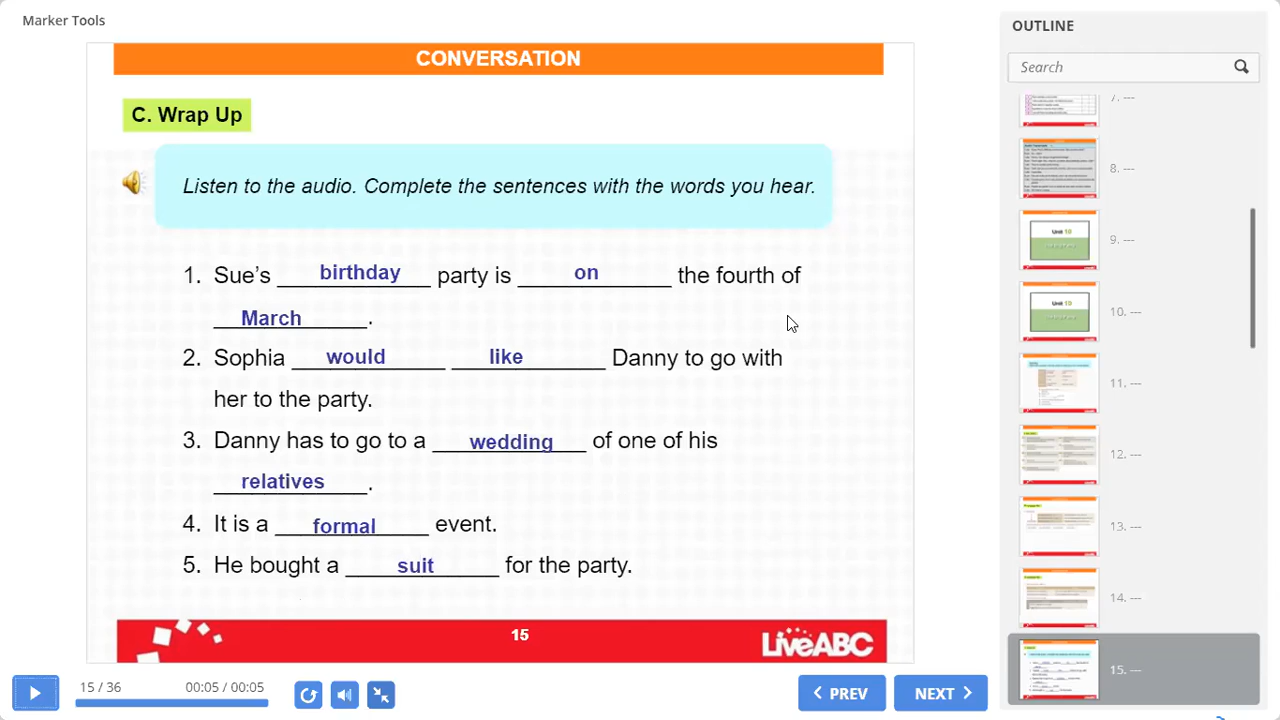 Marker Tools
OUTLINE
Search
CONVERSATION
C. Wrap Up
Listen to the audio. Complete the sentences with the words you hear.
1. Sue's birthday party is on the fourth of
March.
2. Sophia would like Danny to go with
her to the party.
3. Danny has to go to a wedding of one of his
relatives.
4. It is a formal event.
5. He bought a suit for the party.
15
LiveABC
7. ---
8. ---
Unit 10
9. ---
Unit 10
10. ---
11. ---
12. ---
13. ---
14. ---
15. ---
15 / 36
00:05 / 00:05
PREV
NEXT